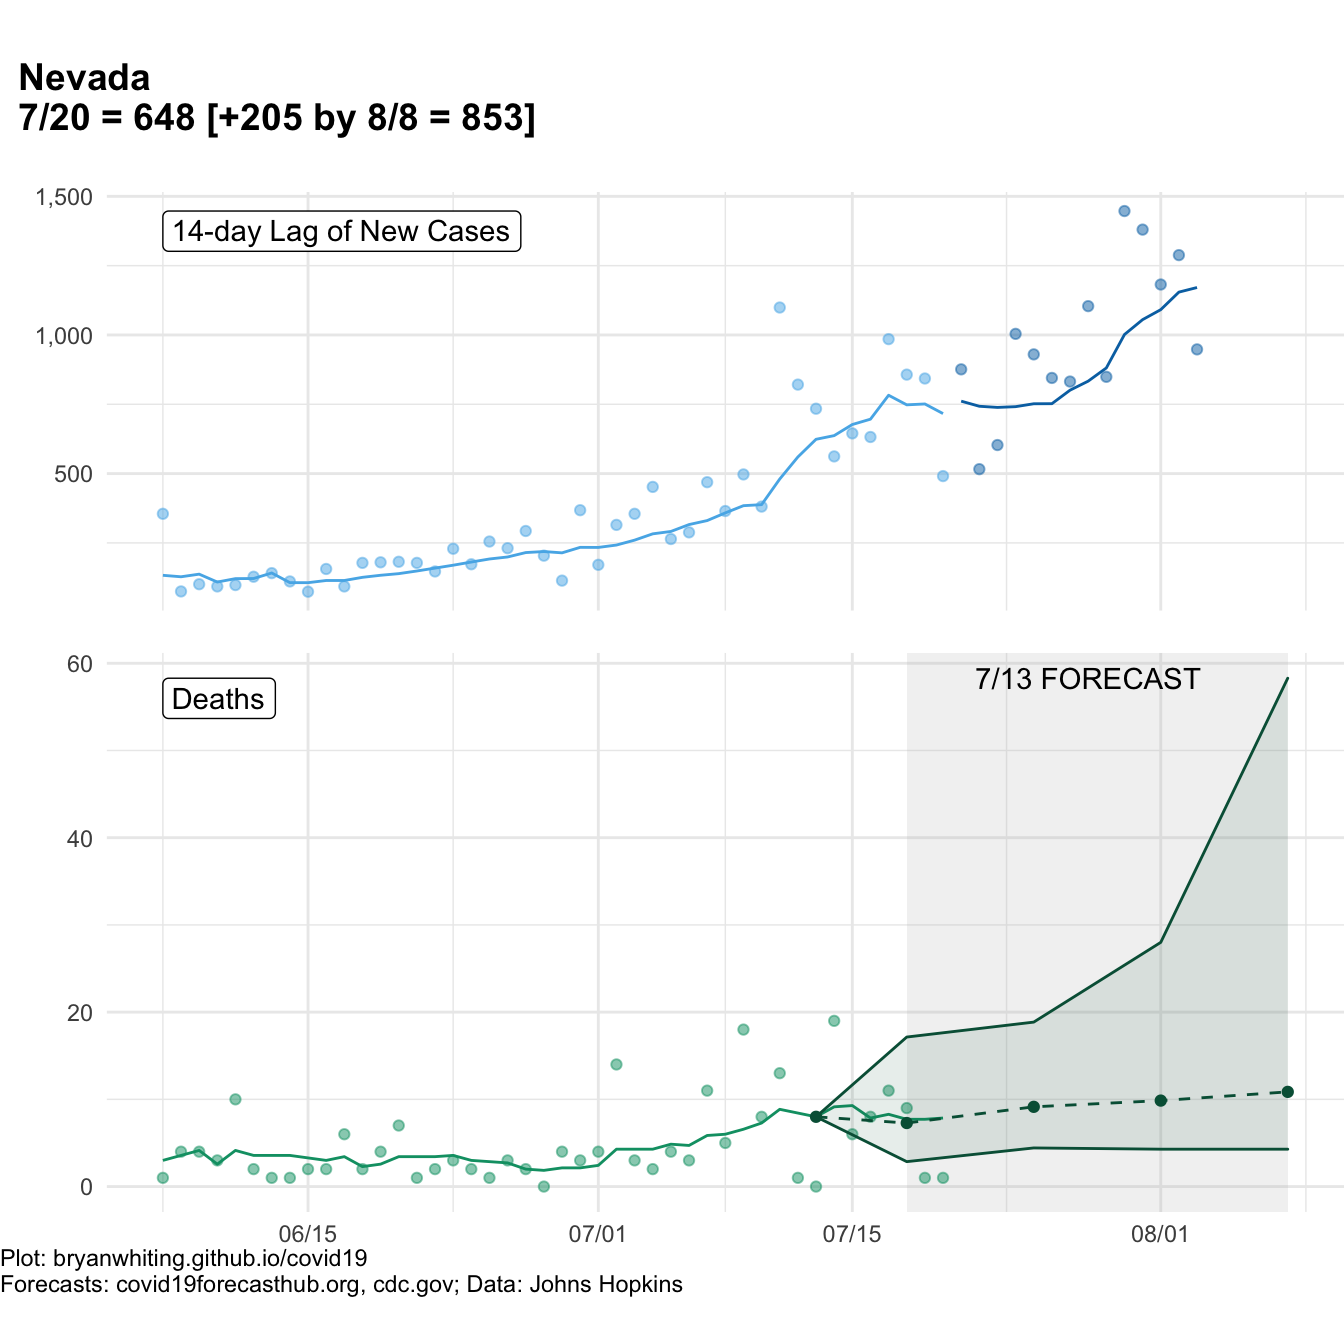 Nevada
7/20 = 648 [+205 by 8/8 = 853]
1,500
14-day Lag of New Cases
1,000
500
60
7/13 FORECAST
Deaths
40
20
0
06/15 07/01 07/15 08/01
Plot: bryanwhiting.github.io/covid19
Forecasts: covid19forecasthub.org, cdc.gov; Data: Johns Hopkins